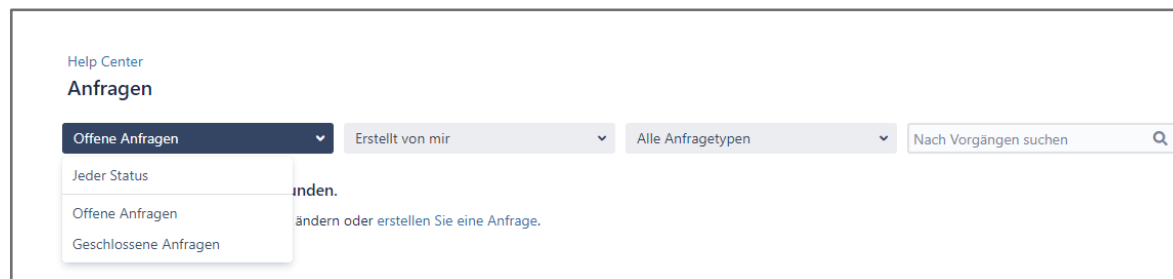 Help Center
Anfragen
Offene Anfragen Erstellt von mir Alle Anfragetypen Nach Vorgängen suchen
Jeder Status
unden.
Offene Anfragen
ändern oder erstellen Sie eine Anfrage.
Geschlossene Anfragen